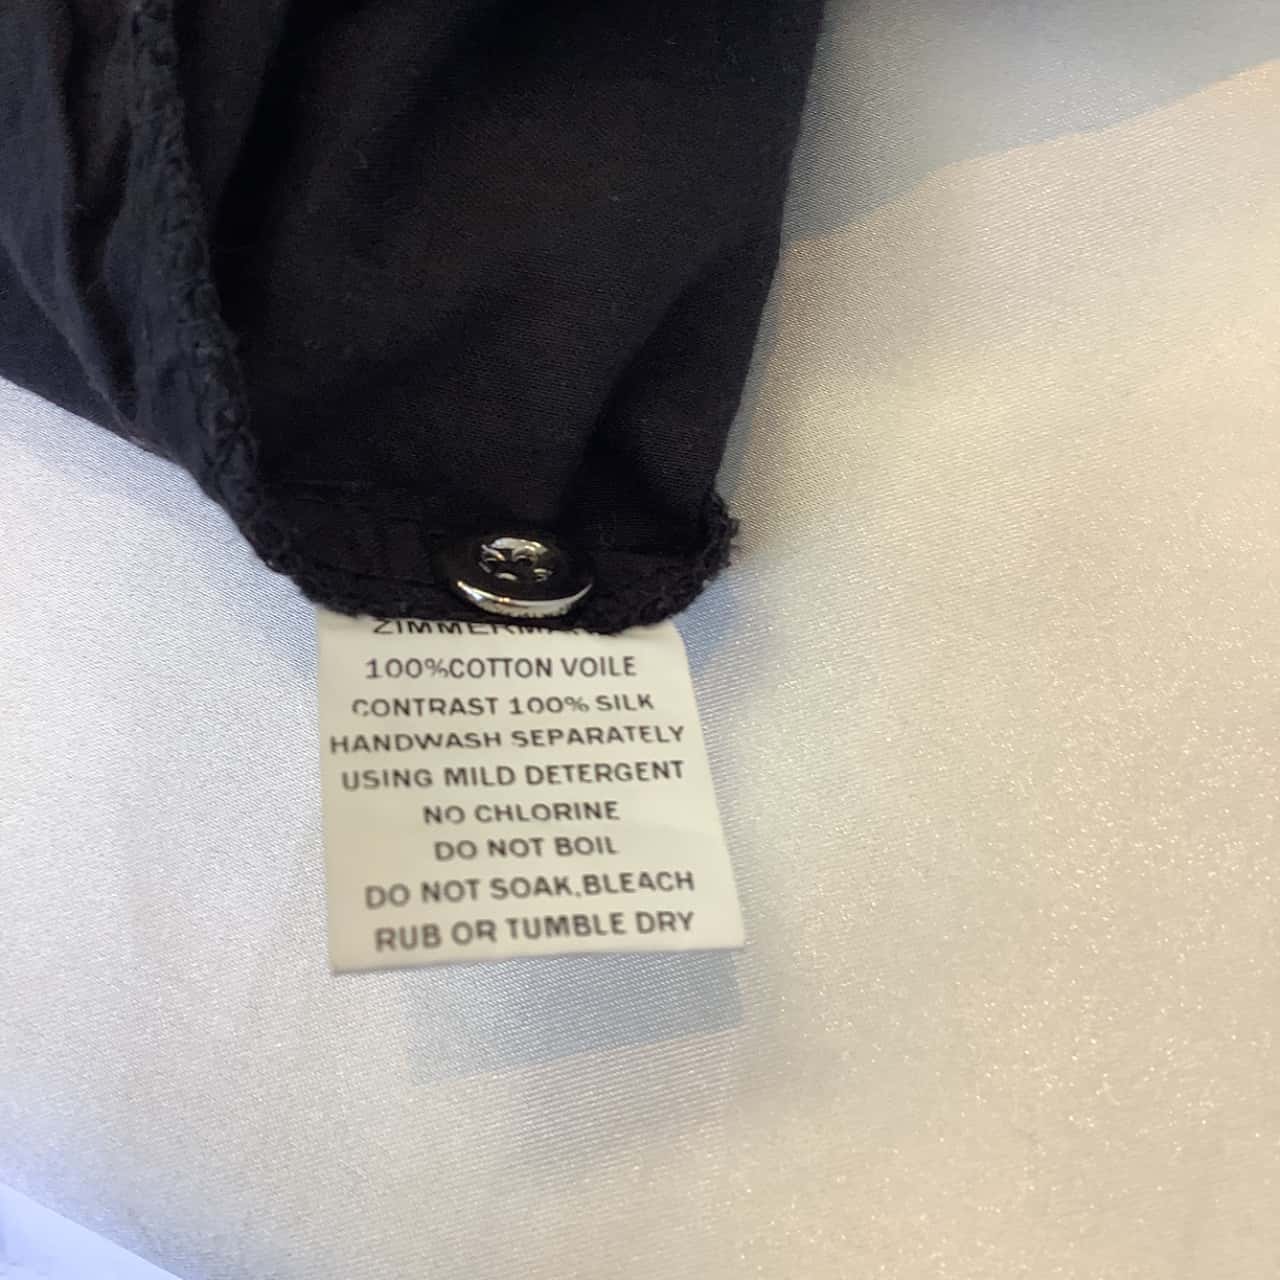 ZIMMERMANN
100%COTTON VOILE
CONTRAST 100% SILK
HANDWASH SEPARATELY
USING MILD DETERGENT
NO CHLORINE
DO NOT BOIL
DO NOT SOAK,BLEACH
RUB OR TUMBLE DRY